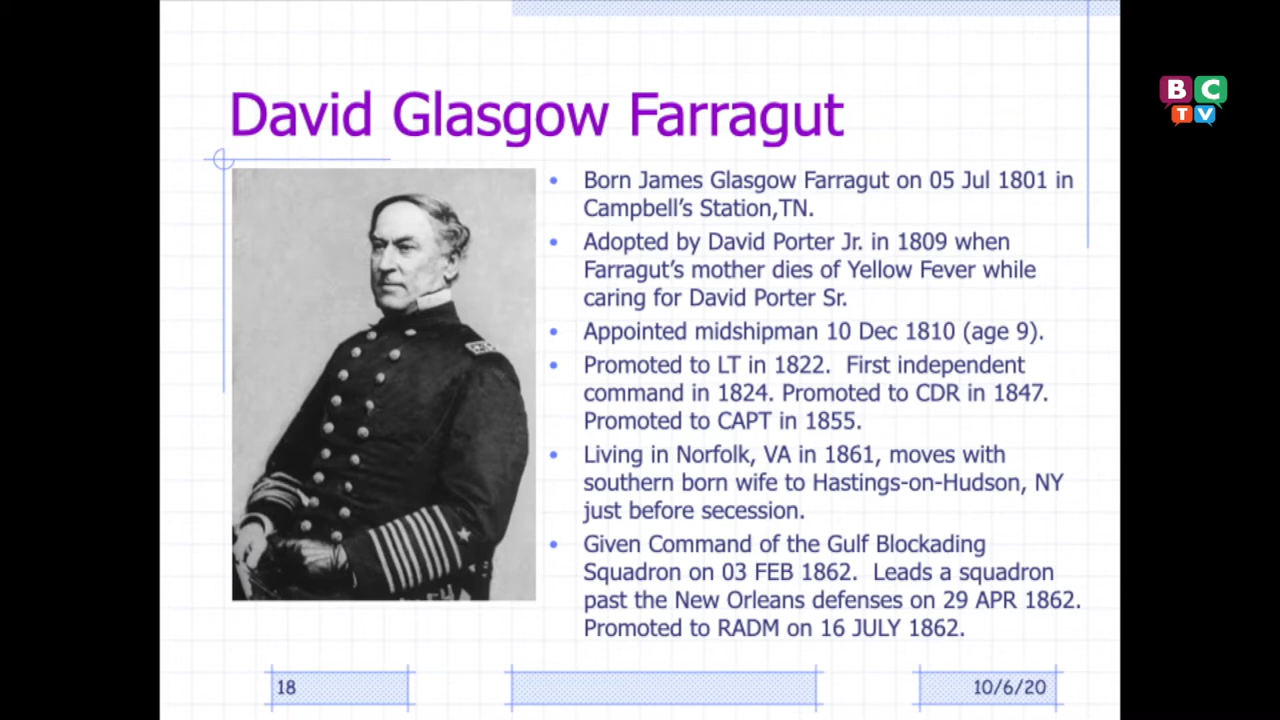 B C
T V
David Glasgow Farragut
• Born James Glasgow Farragut on 05 Jul 1801 in
Campbell's Station,TN.
• Adopted by David Porter Jr. in 1809 when
Farragut's mother dies of Yellow Fever while
caring for David Porter Sr.
• Appointed midshipman 10 Dec 1810 (age 9).
• Promoted to LT in 1822.  First independent
command in 1824. Promoted to CDR in 1847.
Promoted to CAPT in 1855.
• Living in Norfolk, VA in 1861, moves with
southern born wife to Hastings-on-Hudson, NY
just before secession.
• Given Command of the Gulf Blockading
Squadron on 03 FEB 1862.  Leads a squadron
past the New Orleans defenses on 29 APR 1862.
Promoted to RADM on 16 JULY 1862.
18
10/6/20